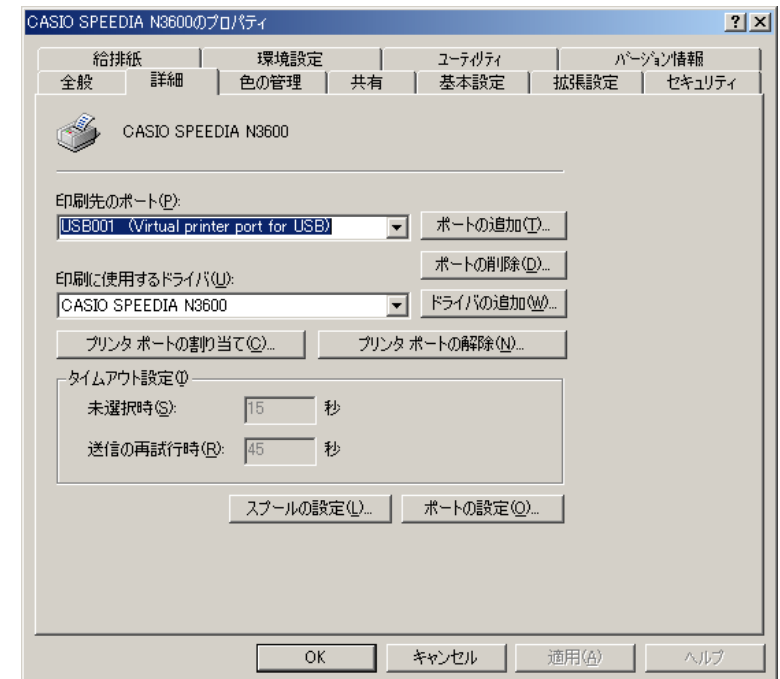 CASIO SPEEDIA N3600のプロパティ
給排紙 環境設定 ユーティリティ バージョン情報
全般 詳細 色の管理 共有 基本設定 拡張設定 セキュリティ
CASIO SPEEDIA N3600
印刷先のポート(P):
USB001 (Virtual printer port for USB) ポートの追加(T)...
ポートの削除(D)...
印刷に使用するドライバ(U):
CASIO SPEEDIA N3600 ドライバの追加(W)...
プリンタ ポートの割り当て(C)... プリンタ ポートの解除(N)...
タイムアウト設定(I)
未選択時(S): 15 秒
送信の再試行時(R): 45 秒
スプールの設定(L)... ポートの設定(O)...
OK キャンセル 適用(A) ヘルプ